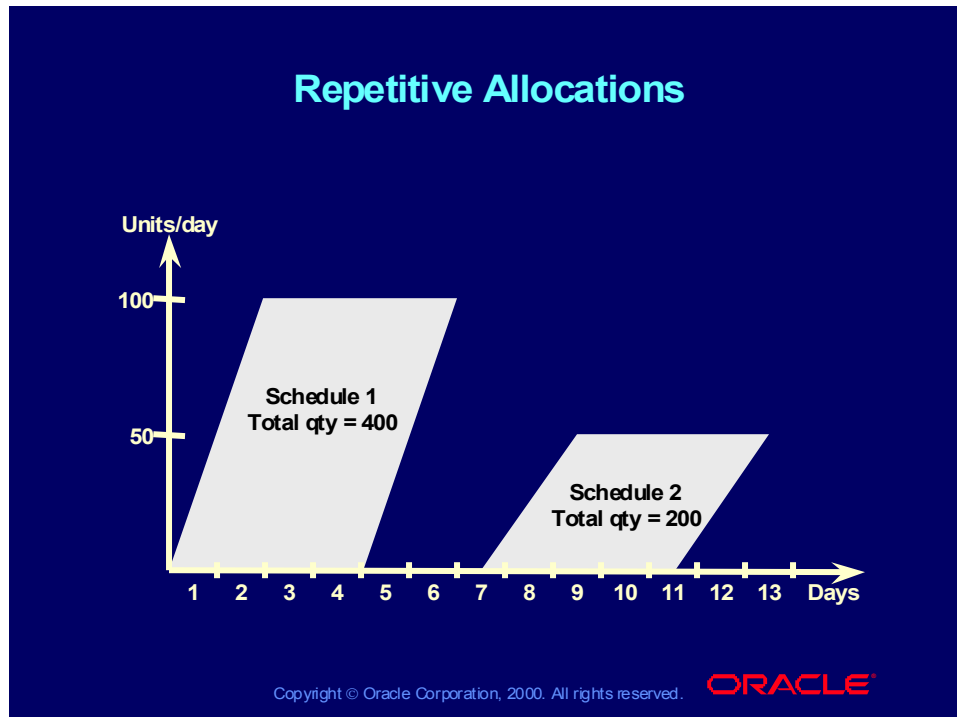 Repetitive Allocations
Units/day
100
Schedule 1
Total qty = 400
50
Schedule 2
Total qty = 200
1 2 3 4 5 6 7 8 9 10 11 12 13 Days
Copyright © Oracle Corporation, 2000. All rights reserved.
ORACLE®